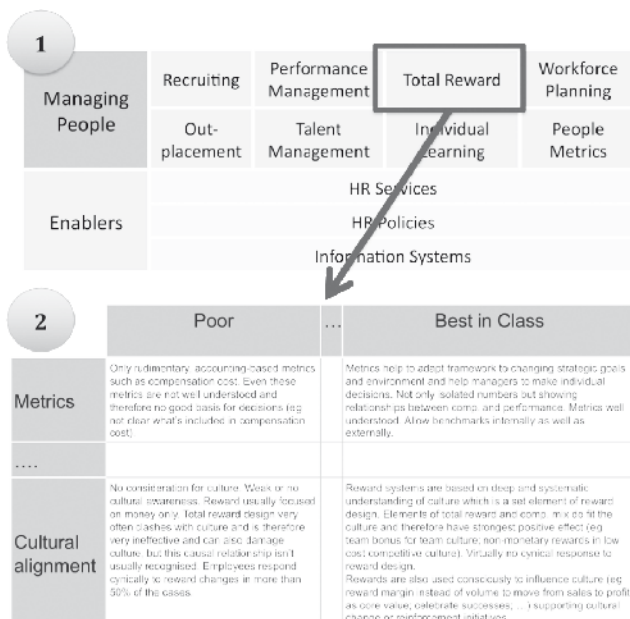 1
Managing
People
Recruiting
Performance
Management
Total Reward
Workforce
Planning
Out-
placement
Talent
Management
Individual
Learning
People
Metrics
Enablers
HR Services
HR Policies
Information Systems
2
Poor
...
Best in Class
Metrics
Only rudimentary, accounting-based metrics
such as compensation cost. Even these
metrics are not well understood and
therefore no good basis for decisions (eg
not clear what's included in compensation
cost)
Metrics help to adapt framework to changing strategic goals
and environment and help managers to make individual
decisions. Not only isolated numbers but showing
relationships between comp. and performance. Metrics well
understood. Allow benchmarks internally as well as
externally.
....
Cultural
alignment
No consideration for culture. Weak or no
cultural awareness. Reward usually focused
on money only. Total reward design very
often clashes with culture and is therefore
very ineffective and can also damage
culture, but this causal relationship isn't
usually recognised. Employees respond
cynically to reward changes in more than
50% of the cases
Reward systems are based on deep and systematic
understanding of culture which is a set element of reward
design. Elements of total reward and comp. mix do fit the
culture and therefore have strongest positive effect (eg
team bonus for team culture; non-monetary rewards in low
cost competitive culture). Virtually no cynical response to
reward design.
Rewards are also used consciously to influence culture (eg
reward margin instead of volume to move from sales to profit
as core value; celebrate successes; ...) supporting cultural
change or reinforcement initiatives